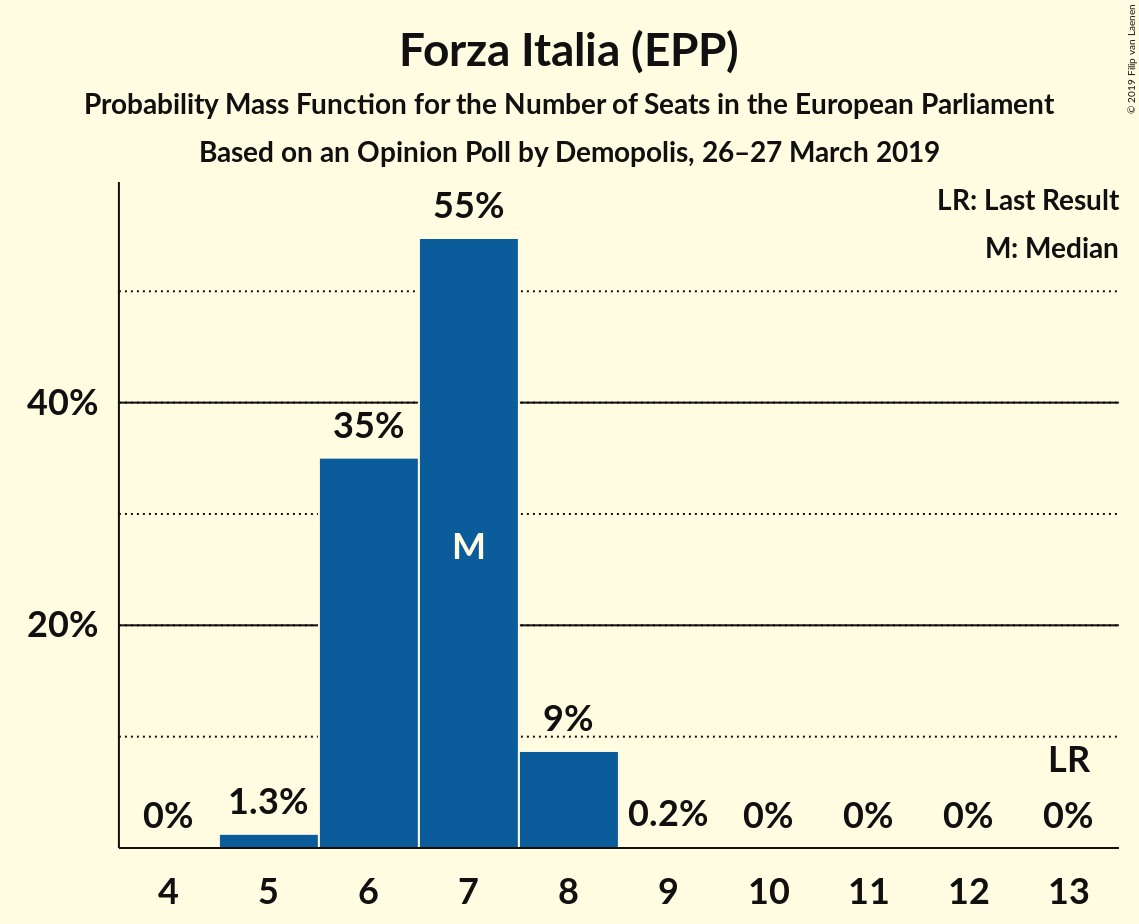 Forza Italia (EPP)
Probability Mass Function for the Number of Seats in the European Parliament
Based on an Opinion Poll by Demopolis, 26–27 March 2019
© 2019 Filip van Laenen
LR: Last Result
M: Median
55%
40%
35%
M
20%
9%
LR
0%
1.3%
0.2%
0%
0%
0%
0%
4 5 6 7 8 9 10 11 12 13